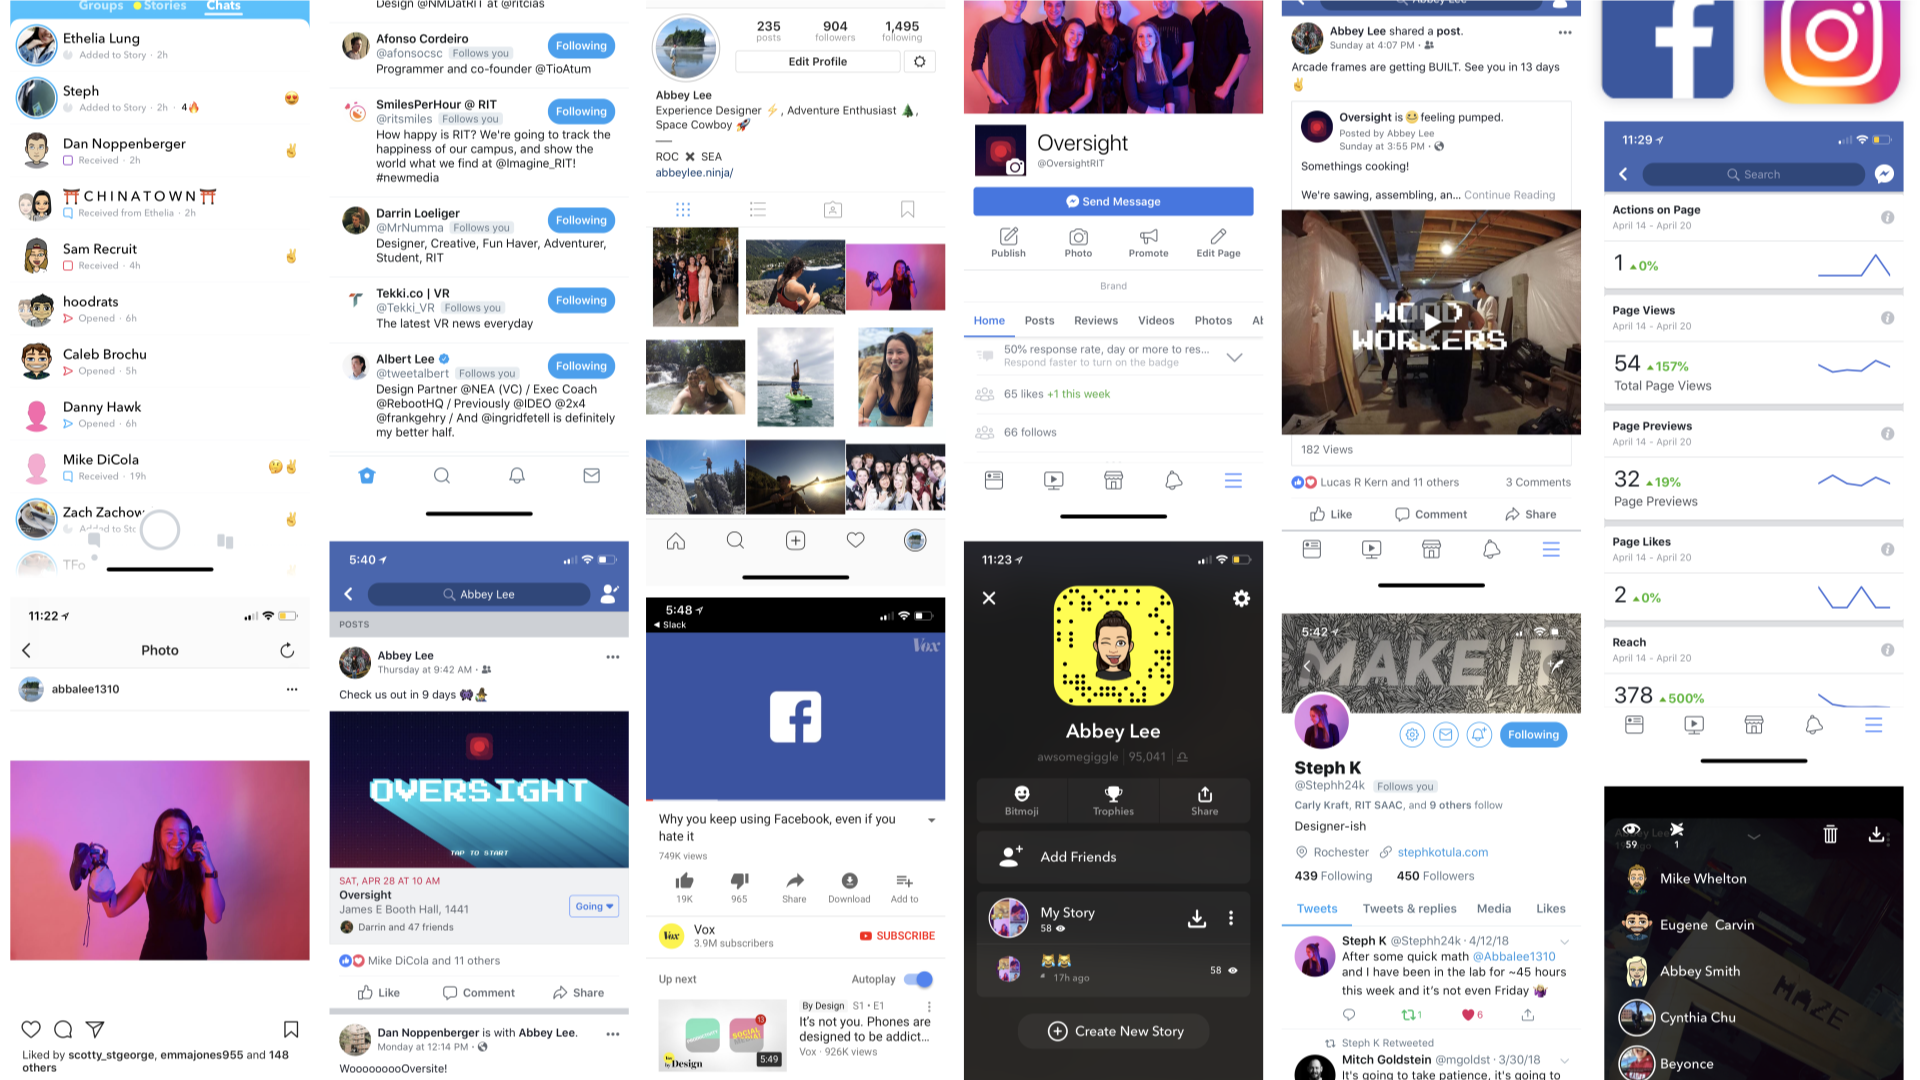 Groups
Stories
Chats
Ethelia Lung
Added to Story · 2h
Steph
Added to Story · 2h · 4🔥
😍
Dan Noppenberger
Received · 2h
✌️
⛩C H I N A T O W N⛩
Received from Ethelia · 2h
Sam Recruit
Received · 4h
✌️
hoodrats
Opened · 6h
Caleb Brochu
Opened · 5h
Danny Hawk
Opened · 6h
Mike DiCola
Received · 19h
🤔✌️
Zach Zachow
Added to Sto
✌️
TFo
11:22
Photo
abbalee1310
Liked by scotty_stgeorge, emmajones955 and 148
others
Design @NMDatRIT at @ritcias
Afonso Cordeiro
@afonsocsc Follows you
Following
Programmer and co-founder @TioAtum
SmilesPerHour @ RIT
@ritsmiles Follows you
Following
How happy is RIT? We're going to track the
happiness of our campus, and show the
world what we find at @Imagine_RIT!
#newmedia
Darrin Loeliger
@MrNumma Follows you
Following
Designer, Creative, Fun Haver, Adventurer,
Student, RIT
Tekki.co | VR
@Tekki_VR Follows you
Following
The latest VR news everyday
Albert Lee
@tweetalbert Follows you
Following
Design Partner @NEA (VC) / Exec Coach
@RebootHQ / Previously @IDEO @2x4
@frankgehry / And @ingridfetell is definitely
my better half.
5:40
Abbey Lee
POSTS
Abbey Lee
Thursday at 9:42 AM ·
Check us out in 9 days
OVERSIGHT
TAP TO START
SAT, APR 28 AT 10 AM
Oversight
James E Booth Hall, 1441
Going
Darrin and 47 friends
Mike DiCola and 11 others
Like
Comment
Share
Dan Noppenberger is with Abbey Lee.
Monday at 12:14 PM ·
WooooooooOversite!
235
posts
904
followers
1,495
following
Edit Profile
Abbey Lee
Experience Designer ⚡, Adventure Enthusiast 🌲,
Space Cowboy 🚀
—
ROC ✖ SEA
abbeylee.ninja/
5:48
Slack
Vox
Why you keep using Facebook, even if you
hate it
749K views
19K
965
Share
Download
Add to
Vox
Vox
3.9M subscribers
SUBSCRIBE
Up next
Autoplay
By Design S1 · E1
It's not you. Phones are
designed to be addict...
Vox · 926K views
SOCIAL
13
Vox
by Design
5:49
Oversight
@OversightRIT
Send Message
Publish
Photo
Promote
Edit Page
Brand
Home
Posts
Reviews
Videos
Photos
Ab
50% response rate, day or more to res...
Respond faster to turn on the badge
65 likes +1 this week
66 follows
11:23
Abbey Lee
awsomegiggle
95,041
Bitmoji
Trophies
Share
Add Friends
My Story
58
😹😹
17h ago
58
Create New Story
Abbey Lee
Abbey Lee shared a post.
Sunday at 4:07 PM ·
Arcade frames are getting BUILT. See you in 13 days
✌️
Oversight is 😄 feeling pumped.
Posted by Abbey Lee
Sunday at 3:55 PM ·
Somethings cooking!
We're sawing, assembling, an... Continue Reading
WOOD
WORKERS
182 Views
Lucas R Kern and 11 others
3 Comments
Like
Comment
Share
5:42
MAKE IT
Following
Steph K
@Stephh24k Follows you
Carly Kraft, RIT SAAC, and 9 others follow
Designer-ish
Rochester stephkotula.com
439 Following 450 Followers
Tweets
Tweets & replies
Media
Likes
Steph K @Stephh24k · 4/12/18
After some quick math @Abbalee1310
and I have been in the lab for ~45 hours
this week and it's not even Friday
1
6
Steph K Retweeted
Mitch Goldstein @mgoldst · 3/30/18
It's going to take patience, it's going to
11:29
Search
Actions on Page
April 14 - April 20
1 0%
Page Views
April 14 - April 20
54 157%
Total Page Views
Page Previews
April 14 - April 20
32 19%
Page Previews
Page Likes
April 14 - April 20
2 0%
Reach
April 14 - April 20
378 500%
59
1
Mike Whelton
Eugene Carvin
Abbey Smith
Cynthia Chu
Beyonce
MAZE